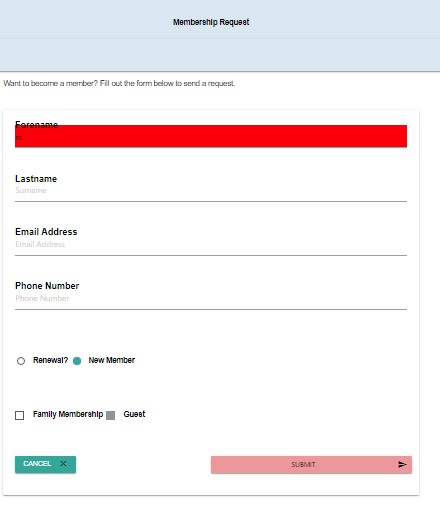 Membership Request
Want to become a member? Fill out the form below to send a request.
Forename
Lastname
Surname
Email Address
Email Address
Phone Number
Phone Number
Renewal? New Member
Family Membership Guest
CANCEL SUBMIT